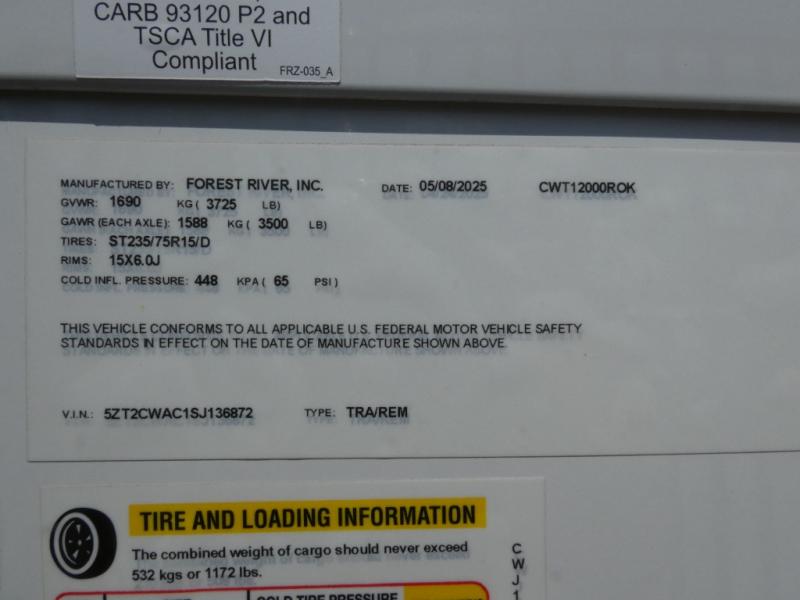 CARB 93120 P2 and
TSCA Title VI
Compliant
FRZ-035_A
MANUFACTURED BY: FOREST RIVER, INC. DATE: 05/08/2025 CWT12000ROK
GVWR: 1690 KG ( 3725 LB)
GAWR (EACH AXLE): 1588 KG ( 3500 LB)
TIRES: ST235/75R15/D
RIMS: 15X6.0J
COLD INFL. PRESSURE: 448 KPA ( 65 PSI )
THIS VEHICLE CONFORMS TO ALL APPLICABLE U.S. FEDERAL MOTOR VEHICLE SAFETY
STANDARDS IN EFFECT ON THE DATE OF MANUFACTURE SHOWN ABOVE.
V.I.N.: 5ZT2CWAC1SJ136872 TYPE: TRA/REM
TIRE AND LOADING INFORMATION
The combined weight of cargo should never exceed
532 kgs or 1172 lbs.
CWJ1
COLD TIRE PRESSURE